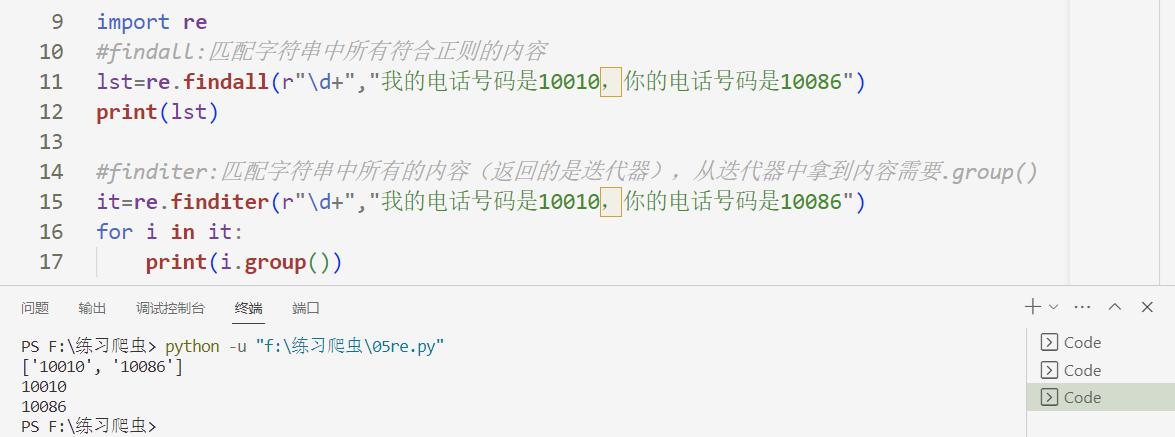 9 import re
10 #findall:匹配字符串中所有符合正则的内容
11 lst=re.findall(r"\d+","我的电话号码是10010，你的电话号码是10086")
12 print(lst)
13
14 #finditer:匹配字符串中所有的内容（返回的是迭代器），从迭代器中拿到内容需要.group()
15 it=re.finditer(r"\d+","我的电话号码是10010，你的电话号码是10086")
16 for i in it:
17     print(i.group())
问题 输出 调试控制台 终端 端口
PS F:\练习爬虫> python -u "f:\练习爬虫\05re.py"
['10010', '10086']
10010
10086
PS F:\练习爬虫>
Code
Code
Code